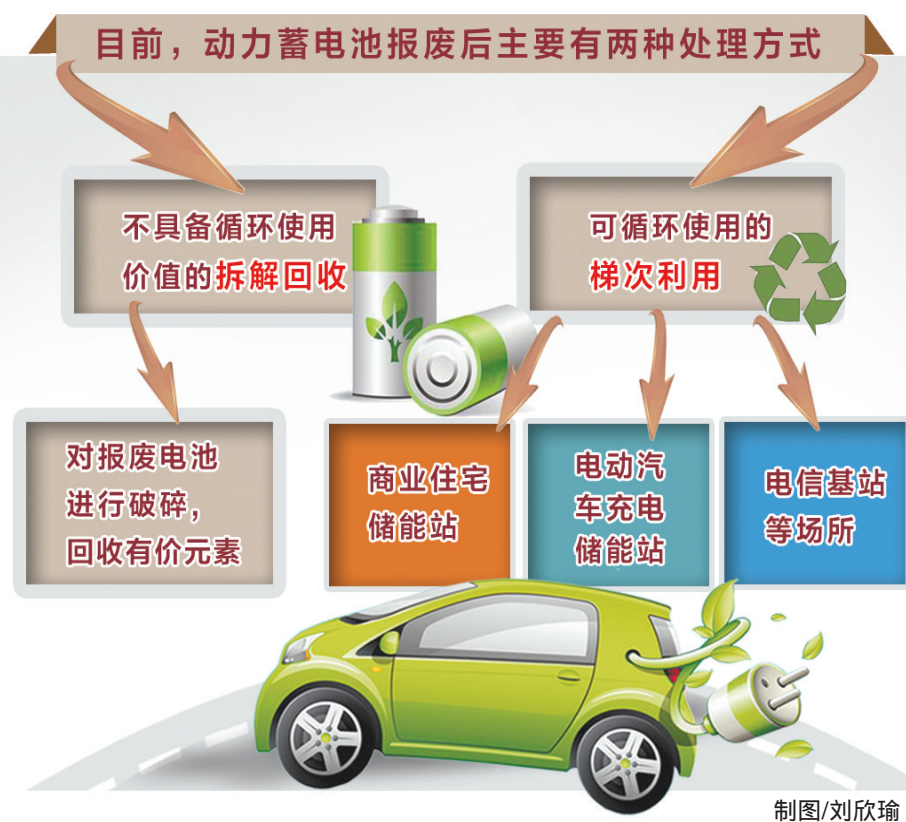 目前，动力蓄电池报废后主要有两种处理方式
不具备循环使用
价值的拆解回收
可循环使用的
梯次利用
对报废电池
进行破碎，
回收有价元素
商业住宅
储能站
电动汽
车充电
储能站
电信基站
等场所
制图/刘欣瑜